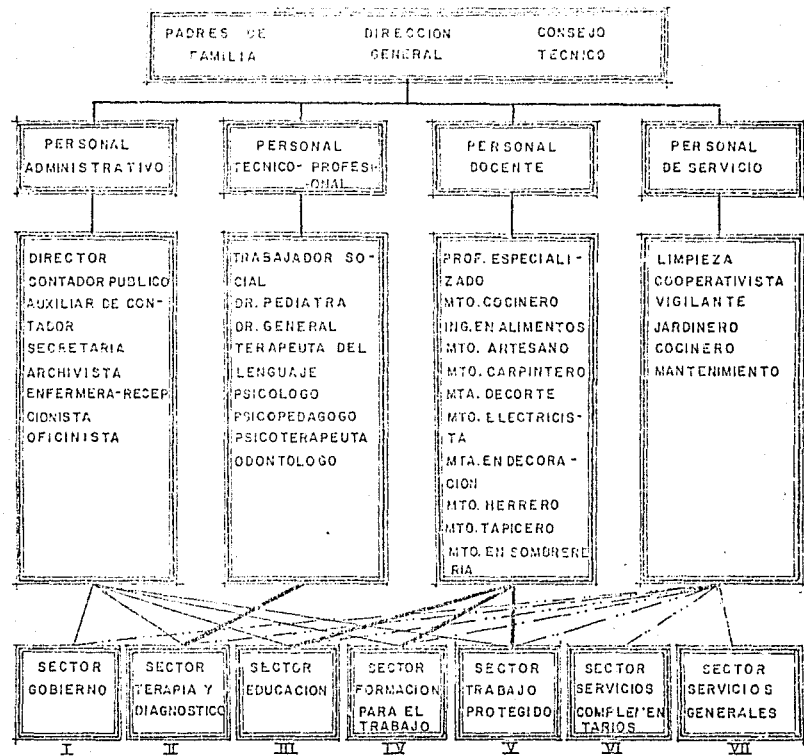 PADRES DE
FAMILIA
DIRECCION
GENERAL
CONSEJO
TECNICO
PERSONAL
ADMINISTRATIVO
PERSONAL
TECNICO-PROFESI-
ONAL
PERSONAL
DOCENTE
PERSONAL
DE SERVICIO
DIRECTOR
CONTADOR PUBLICO
AUXILIAR DE CON-
TADOR
SECRETARIA
ARCHIVISTA
ENFERMERA-RECEP
CIONISTA
OFICINISTA
TRABAJADOR SO-
CIAL
DR. PEDIATRA
DR. GENERAL
TERAPEUTA DEL
LENGUAJE
PSICOLOGO
PSICOPEDAGOGO
PSICOTERAPEUTA
ODONTOLOGO
PROF. ESPECIALI-
ZADO
MTO. COCINERO
ING. EN ALIMENTOS
MTO. ARTESANO
MTO. CARPINTERO
MTA. DECORTE
MTO. ELECTRICIS-
TA
MTA. EN DECORA-
CION
MTO. HERRERO
MTO. TAPICERO
MTO. EN SOMBRERE
RIA
LIMPIEZA
COOPERATIVISTA
VIGILANTE
JARDINERO
COCINERO
MANTENIMIENTO
SECTOR
GOBIERNO
I
SECTOR
TERAPIA Y
DIAGNOSTICO
II
SECTOR
EDUCACION
III
SECTOR
FORMACION
PARA EL
TRABAJO
IV
SECTOR
TRABAJO
PROTEGIDO
V
SECTOR
SERVICIOS
COMPLEMEN
TARIOS
VI
SECTOR
SERVICIOS
GENERALES
VII